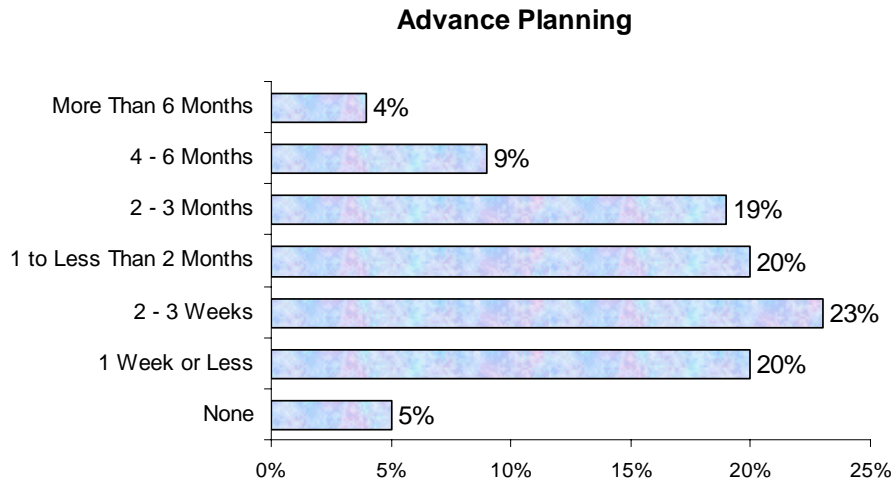 Advance Planning
More Than 6 Months 4%
4 - 6 Months 9%
2 - 3 Months 19%
1 to Less Than 2 Months 20%
2 - 3 Weeks 23%
1 Week or Less 20%
None 5%
0% 5% 10% 15% 20% 25%